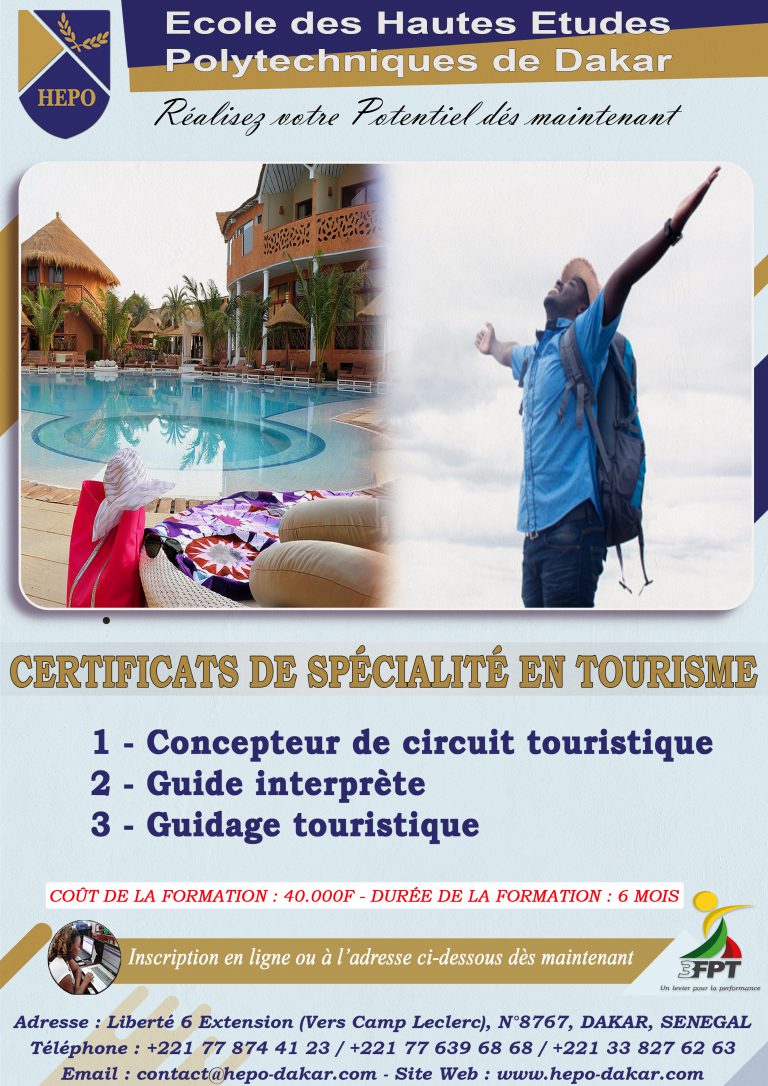 HEPO
Ecole des Hautes Etudes
Polytechniques de Dakar
Réalisez votre Potentiel dés maintenant
CERTIFICATS DE SPÉCIALITÉ EN TOURISME
1 - Concepteur de circuit touristique
2 - Guide interprète
3 - Guidage touristique
COÛT DE LA FORMATION : 40.000F - DURÉE DE LA FORMATION : 6 MOIS
Inscription en ligne ou à l'adresse ci-dessous dès maintenant
3FPT
Un levier pour la performance
Adresse : Liberté 6 Extension (Vers Camp Leclerc), N°8767, DAKAR, SENEGAL
Téléphone : +221 77 874 41 23 / +221 77 639 68 68 / +221 33 827 62 63
Email : contact@hepo-dakar.com - Site Web : www.hepo-dakar.com